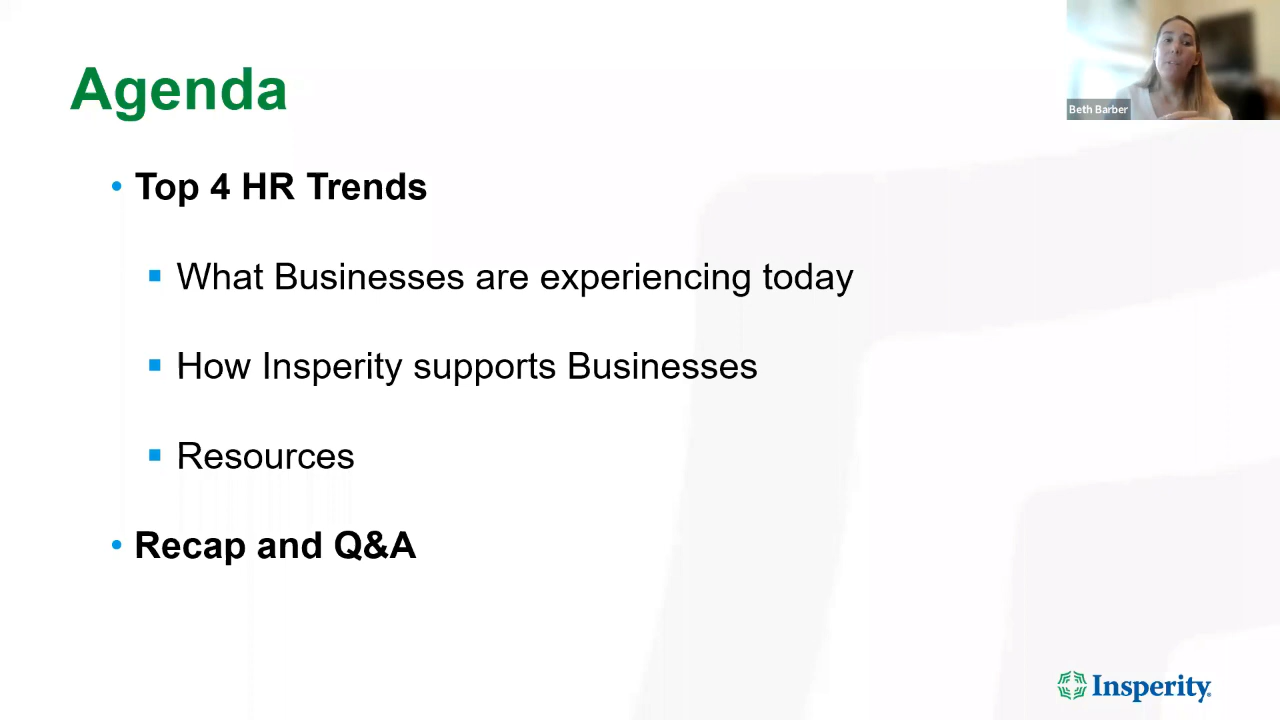 Agenda
Beth Barber
• Top 4 HR Trends
▪ What Businesses are experiencing today
▪ How Insperity supports Businesses
▪ Resources
• Recap and Q&A
Insperity.